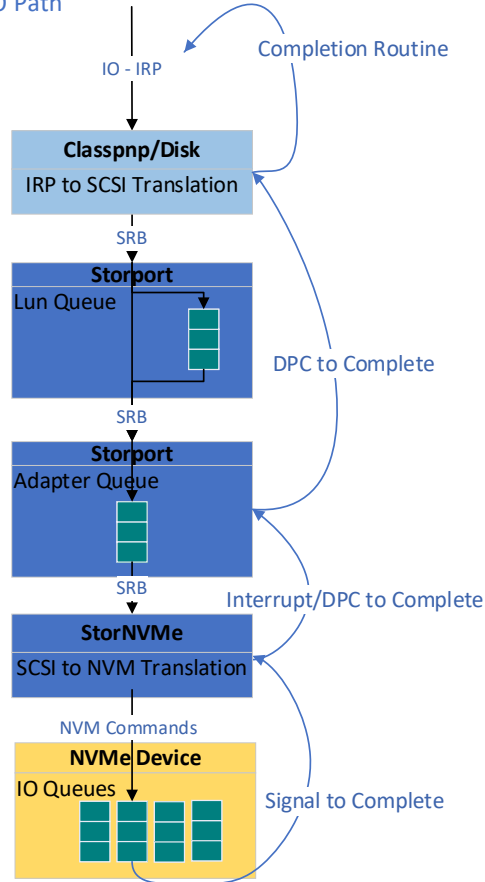 Path
Completion Routine
IO - IRP
Classpnp/Disk
IRP to SCSI Translation
SRB
Storport
Lun Queue
DPC to Complete
SRB
Storport
Adapter Queue
SRB
Interrupt/DPC to Complete
StorNVMe
SCSI to NVM Translation
NVM Commands
NVMe Device
IO Queues
Signal to Complete